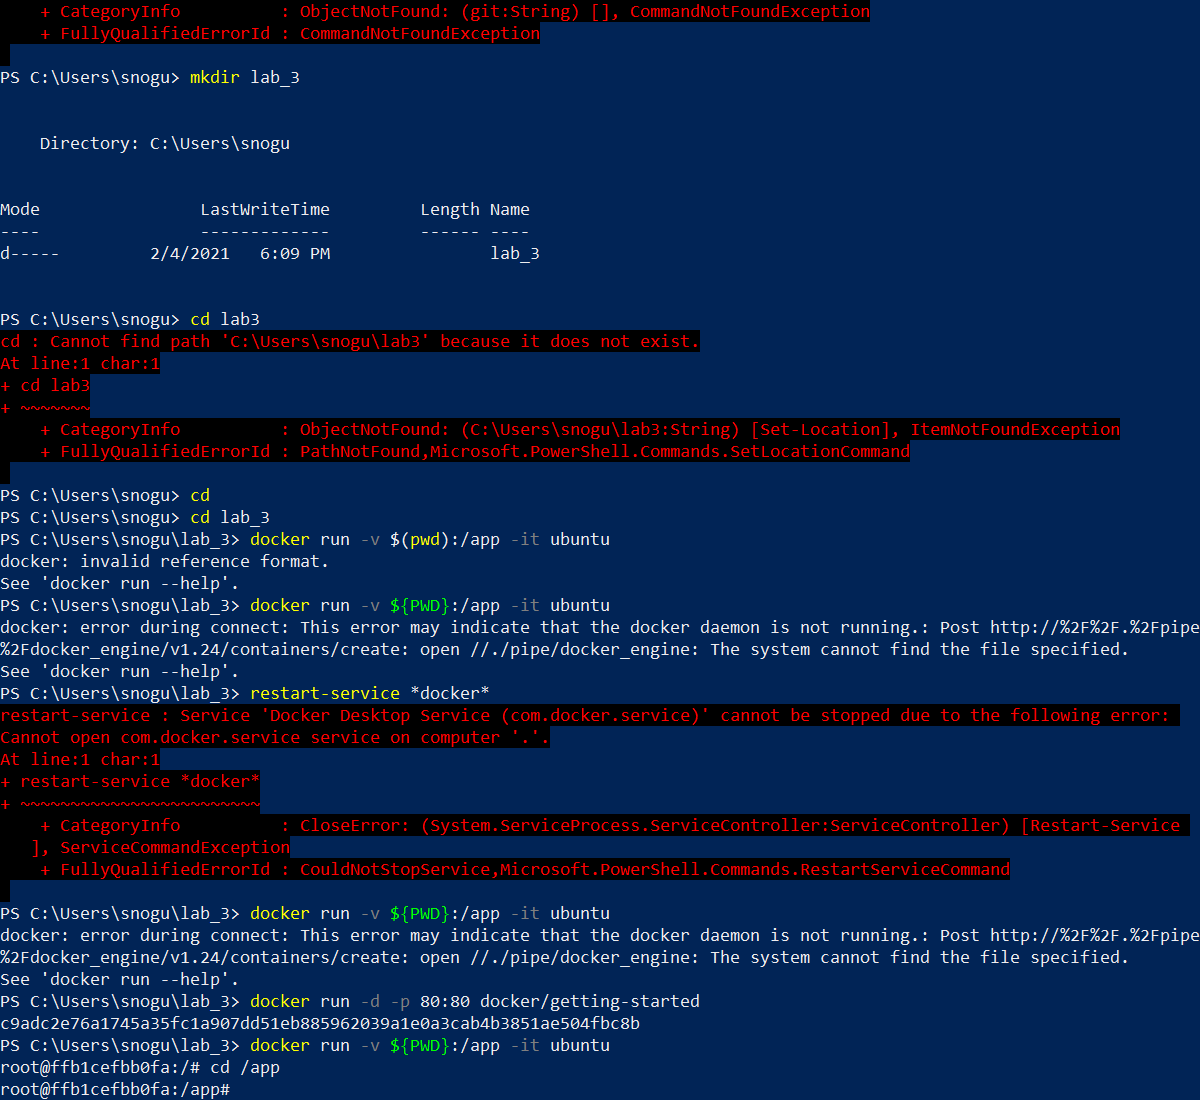 + CategoryInfo          : ObjectNotFound: (git:String) [], CommandNotFoundException
    + FullyQualifiedErrorId : CommandNotFoundException
PS C:\Users\snogu> mkdir lab_3
    Directory: C:\Users\snogu
Mode                LastWriteTime         Length Name
----                -------------         ------ ----
d-----         2/4/2021   6:09 PM                lab_3
PS C:\Users\snogu> cd lab3
cd : Cannot find path 'C:\Users\snogu\lab3' because it does not exist.
At line:1 char:1
+ cd lab3
+ ~~~~~~~
    + CategoryInfo          : ObjectNotFound: (C:\Users\snogu\lab3:String) [Set-Location], ItemNotFoundException
    + FullyQualifiedErrorId : PathNotFound,Microsoft.PowerShell.Commands.SetLocationCommand
PS C:\Users\snogu> cd
PS C:\Users\snogu> cd lab_3
PS C:\Users\snogu\lab_3> docker run -v $(pwd):/app -it ubuntu
docker: invalid reference format.
See 'docker run --help'.
PS C:\Users\snogu\lab_3> docker run -v ${PWD}:/app -it ubuntu
docker: error during connect: This error may indicate that the docker daemon is not running.: Post http://%2F%2F.%2Fpipe
%2Fdocker_engine/v1.24/containers/create: open //./pipe/docker_engine: The system cannot find the file specified.
See 'docker run --help'.
PS C:\Users\snogu\lab_3> restart-service *docker*
restart-service : Service 'Docker Desktop Service (com.docker.service)' cannot be stopped due to the following error:
Cannot open com.docker.service service on computer '.'.
At line:1 char:1
+ restart-service *docker*
+ ~~~~~~~~~~~~~~~~~~~~~~~~
    + CategoryInfo          : CloseError: (System.ServiceProcess.ServiceController:ServiceController) [Restart-Service
   ], ServiceCommandException
    + FullyQualifiedErrorId : CouldNotStopService,Microsoft.PowerShell.Commands.RestartServiceCommand
PS C:\Users\snogu\lab_3> docker run -v ${PWD}:/app -it ubuntu
docker: error during connect: This error may indicate that the docker daemon is not running.: Post http://%2F%2F.%2Fpipe
%2Fdocker_engine/v1.24/containers/create: open //./pipe/docker_engine: The system cannot find the file specified.
See 'docker run --help'.
PS C:\Users\snogu\lab_3> docker run -d -p 80:80 docker/getting-started
c9adc2e76a1745a35fc1a907dd51eb885962039a1e0a3cab4b3851ae504fbc8b
PS C:\Users\snogu\lab_3> docker run -v ${PWD}:/app -it ubuntu
root@ffb1cefbb0fa:/# cd /app
root@ffb1cefbb0fa:/app#